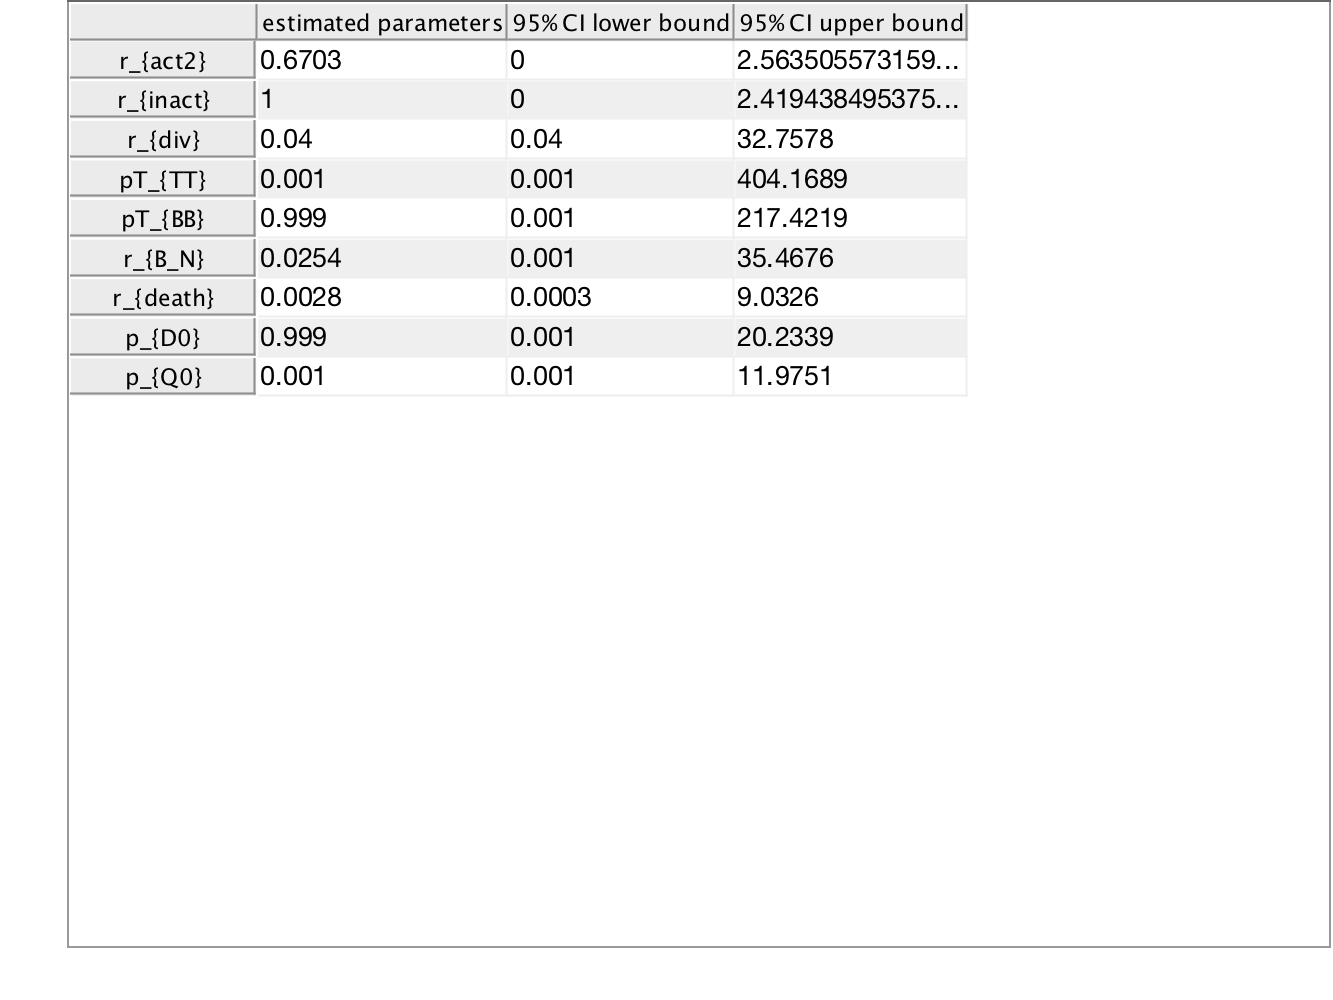 estimated parameters 95% CI lower bound 95% CI upper bound
r_{act2} 0.6703 0 2.563505573159...
r_{inact} 1 0 2.419438495375...
r_{div} 0.04 0.04 32.7578
pT_{TT} 0.001 0.001 404.1689
pT_{BB} 0.999 0.001 217.4219
r_{B_N} 0.0254 0.001 35.4676
r_{death} 0.0028 0.0003 9.0326
p_{D0} 0.999 0.001 20.2339
p_{Q0} 0.001 0.001 11.9751